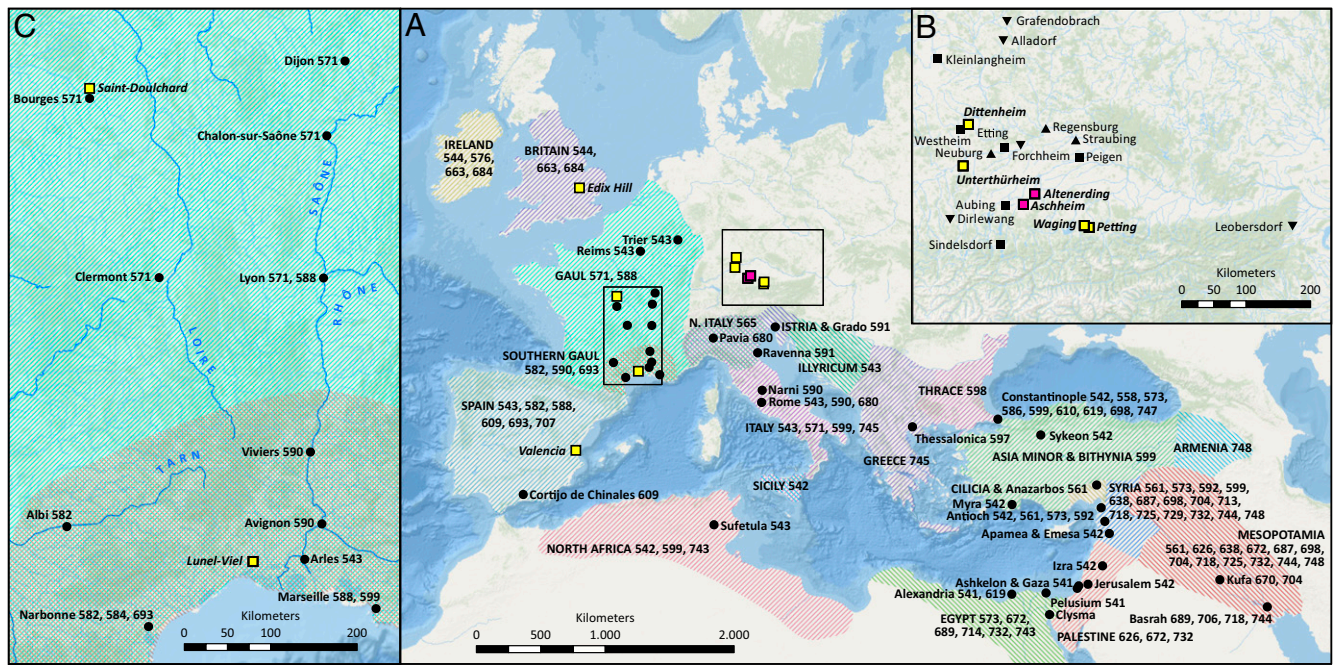 C
Dijon 571
Saint-Doulchard
Bourges 571
Chalon-sur-Saône 571
SAÔNE
Clermont 571
Lyon 571, 588
RHÔNE
LOIRE
Viviers 590
TARN
Albi 582
Avignon 590
Lunel-Viel
Arles 543
Marseille 588, 599
Narbonne 582, 584, 693
Kilometers
0 50 100 200
A
IRELAND
544, 576,
663, 684
BRITAIN 544,
663, 684
Edix Hill
Trier 543
Reims 543
GAUL 571, 588
N. ITALY 565
ISTRIA & Grado 591
Pavia 680
Ravenna 591
ILLYRICUM 543
SOUTHERN GAUL
582, 590, 693
Narni 590
Rome 543, 590, 680
THRACE 598
Constantinople 542, 558, 573,
586, 599, 610, 619, 698, 747
SPAIN 543, 582, 588,
609, 693, 707
ITALY 543, 571, 599, 745
Thessalonica 597
Sykeon 542
ARMENIA 748
Valencia
GREECE 745
ASIA MINOR & BITHYNIA 599
SICILY 542
CILICIA & Anazarbos 561
SYRIA 561, 573, 592, 599,
638, 687, 698, 704, 713,
718, 725, 729, 732, 744, 748
Cortijo de Chinales 609
Myra 542
Antioch 542, 561, 573, 592
Sufetula 543
Apamea & Emesa 542
MESOPOTAMIA
561, 626, 638, 672, 687, 698,
704, 718, 725, 732, 744, 748
NORTH AFRICA 542, 599, 743
Izra 542
Ashkelon & Gaza 541
Jerusalem 542
Kufa 670, 704
Alexandria 541, 619
Pelusium 541
Clysma
EGYPT 573, 672,
689, 714, 732, 743
Basrah 689, 706, 718, 744
PALESTINE 626, 672, 732
Kilometers
0 500 1.000 2.000
B
Grafendobrach
Alladorf
Kleinlangheim
Dittenheim
Westheim
Etting
Regensburg
Straubing
Neuburg
Forchheim
Peigen
Unterthürheim
Altenerding
Aubing
Aschheim
Dirlewang
Waging
Petting
Leobersdorf
Sindelsdorf
Kilometers
0 50 100 200